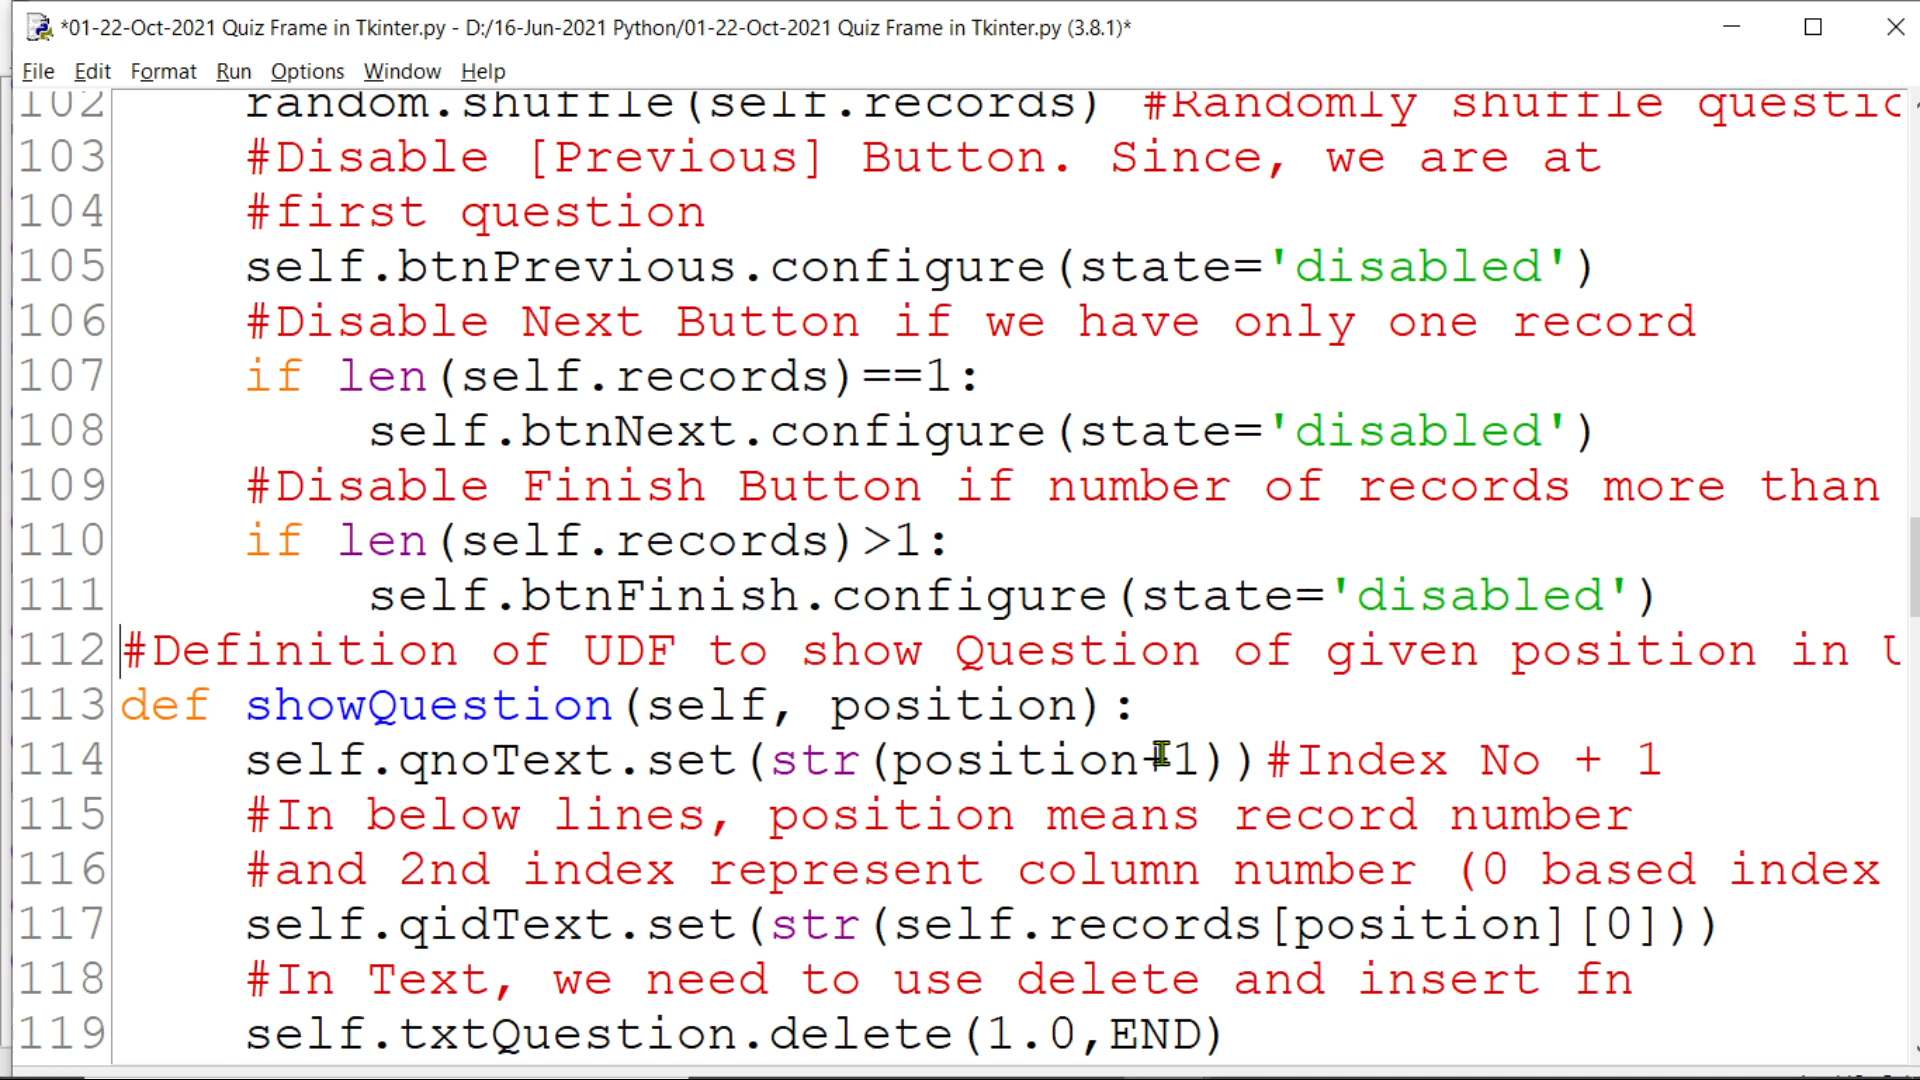 *01-22-Oct-2021 Quiz Frame in Tkinter.py - D:/16-Jun-2021 Python/01-22-Oct-2021 Quiz Frame in Tkinter.py (3.8.1)*
File Edit Format Run Options Window Help
102 random.shuffle(self.records) #Randomly shuffle
103 #Disable [Previous] Button. Since, we are at
104 #first question
105 self.btnPrevious.configure(state='disabled')
106 #Disable Next Button if we have only one record
107 if len(self.records)==1:
108 self.btnNext.configure(state='disabled')
109 #Disable Finish Button if number of records more than
110 if len(self.records)>1:
111 self.btnFinish.configure(state='disabled')
112 #Definition of UDF to show Question of given position in
113 def showQuestion(self, position):
114 self.qnoText.set(str(position+1))#Index No + 1
115 #In below lines, position means record number
116 #and 2nd index represent column number (0 based index
117 self.qidText.set(str(self.records[position][0]))
118 #In Text, we need to use delete and insert fn
119 self.txtQuestion.delete(1.0,END)